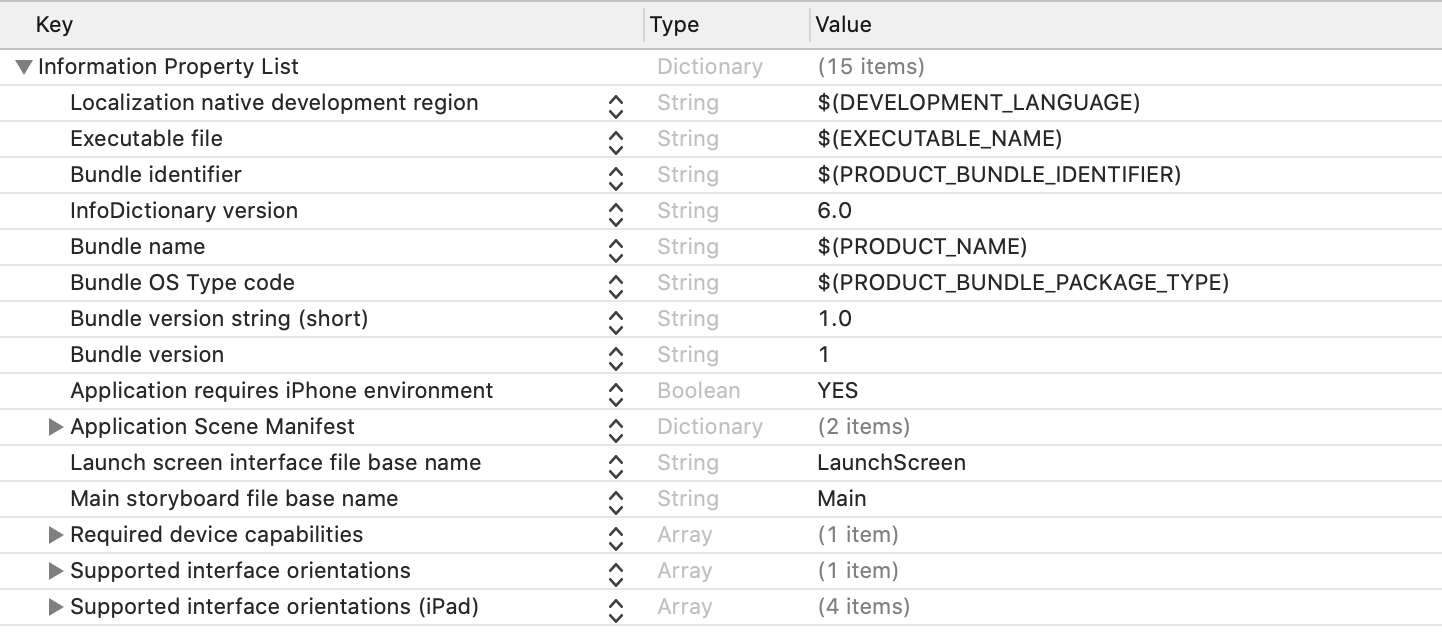 Key Type Value
Information Property List Dictionary (15 items)
Localization native development region String $(DEVELOPMENT_LANGUAGE)
Executable file String $(EXECUTABLE_NAME)
Bundle identifier String $(PRODUCT_BUNDLE_IDENTIFIER)
InfoDictionary version String 6.0
Bundle name String $(PRODUCT_NAME)
Bundle OS Type code String $(PRODUCT_BUNDLE_PACKAGE_TYPE)
Bundle version string (short) String 1.0
Bundle version String 1
Application requires iPhone environment Boolean YES
Application Scene Manifest Dictionary (2 items)
Launch screen interface file base name String LaunchScreen
Main storyboard file base name String Main
Required device capabilities Array (1 item)
Supported interface orientations Array (1 item)
Supported interface orientations (iPad) Array (4 items)